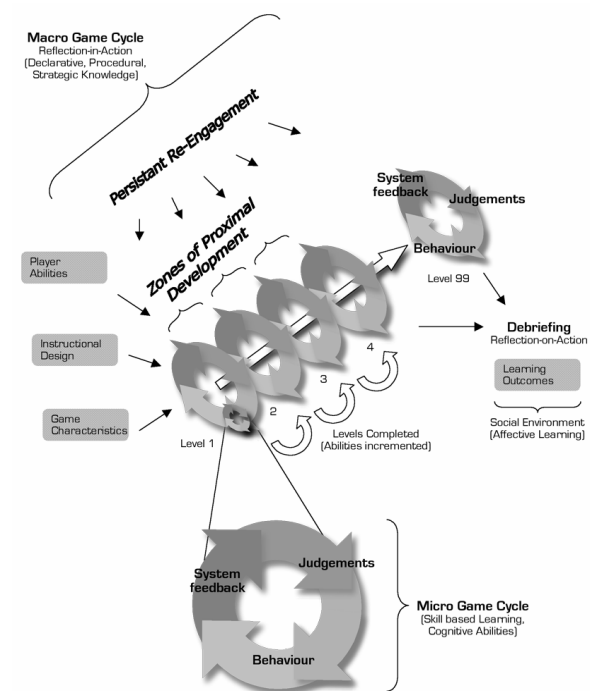 Macro Game Cycle
Reflection-in-Action
(Declarative, Procedural,
Strategic Knowledge)
Persistant Re-Engagement
Zones of Proximal
Development
System
feedback
Judgements
Behaviour
Level 99
Player
Abilities
Instructional
Design
Game
Characteristics
Level 1
2
3
4
Levels Completed
(Abilities incremented)
Debriefing
Reflection-on-Action
Learning
Outcomes
Social Environment
(Affective Learning)
System
feedback
Judgements
Behaviour
Micro Game Cycle
(Skill based Learning,
Cognitive Abilities)